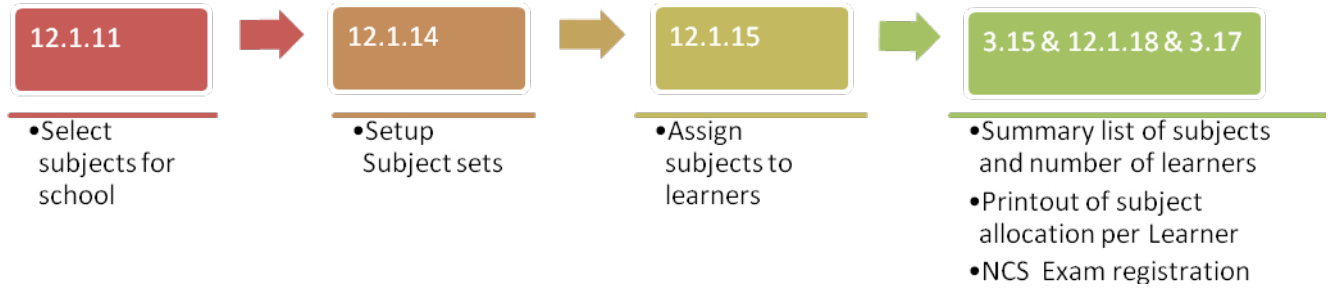 12.1.11
•Select
subjects for
school
12.1.14
•Setup
Subject sets
12.1.15
•Assign
subjects to
learners
3.15 & 12.1.18 & 3.17
•Summary list of subjects
and number of learners
•Printout of subject
allocation per Learner
•NCS Exam registration